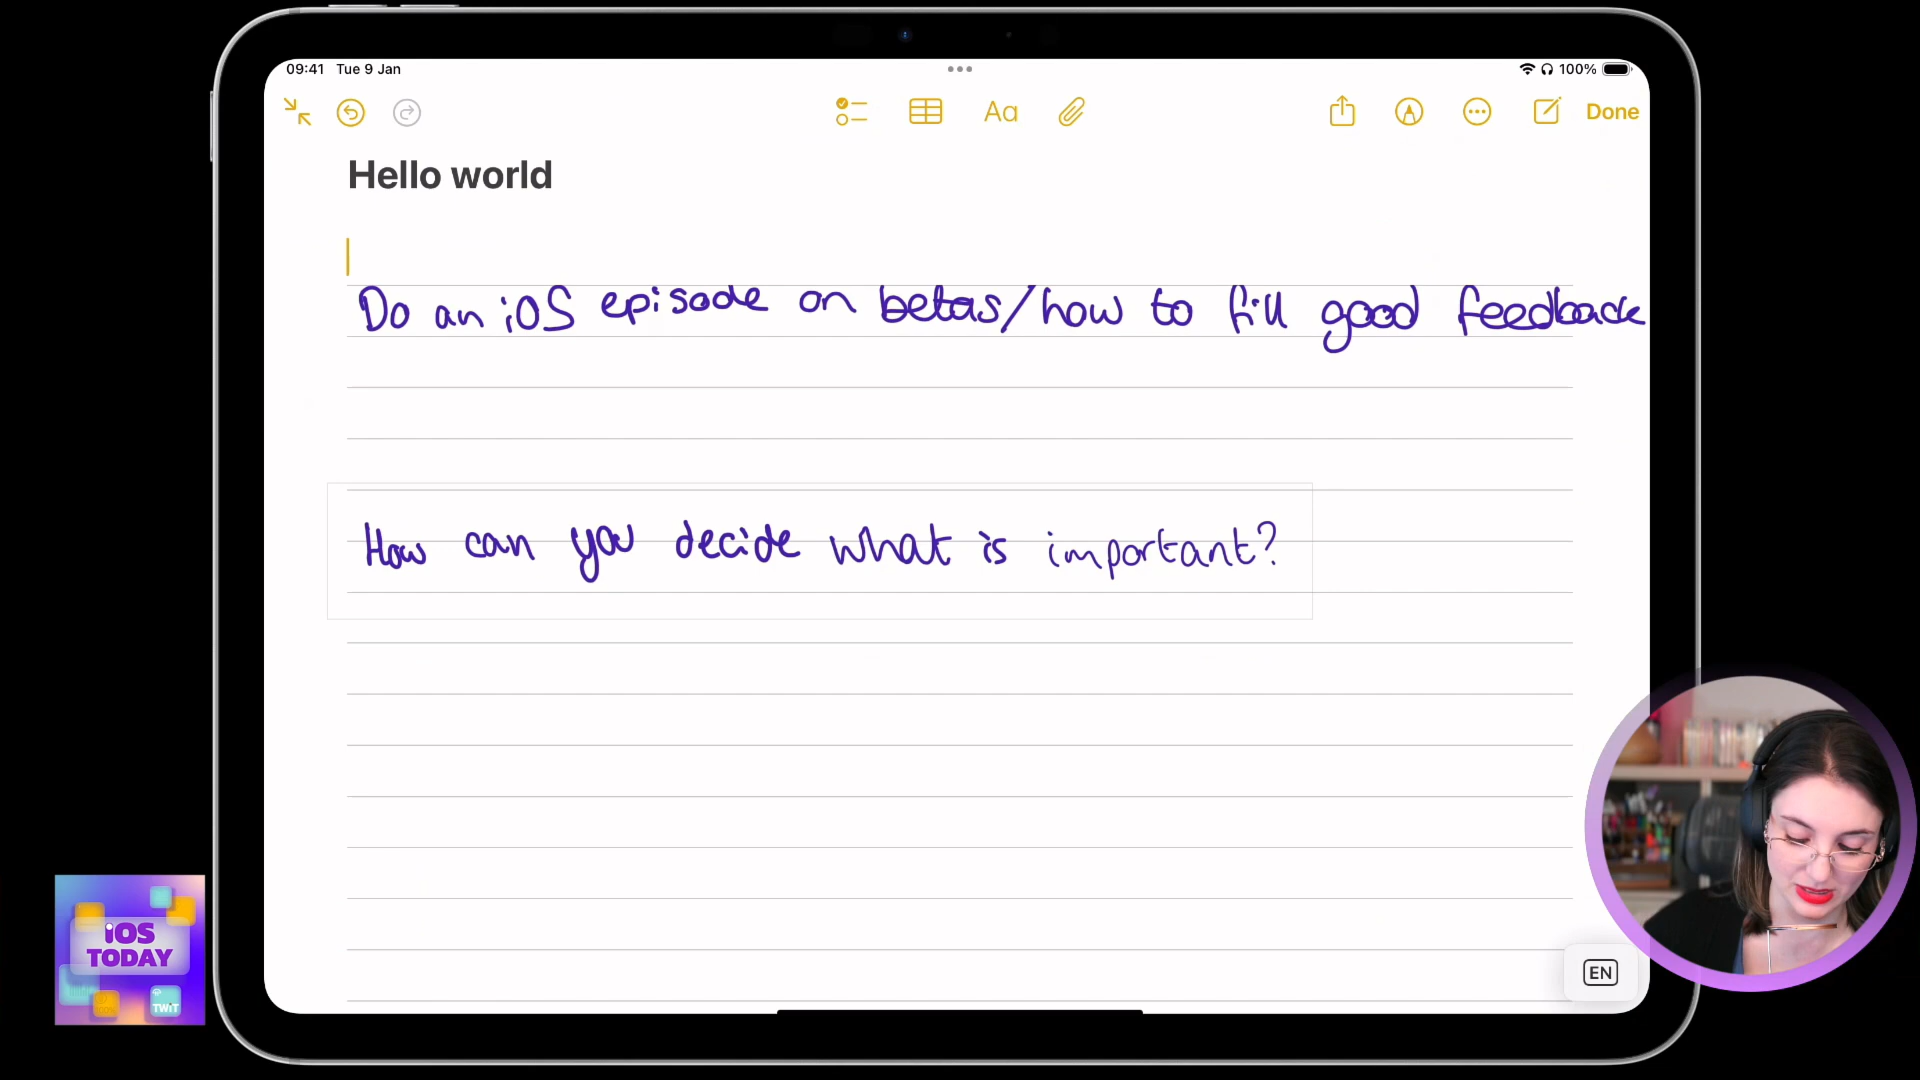 09:41 Tue 9 Jan
100%
Aa
Done
Hello world
Do an iOS episode on betas/how to fill good feedback
How can you decide what is important?
EN
iOS
TODAY
TWiT